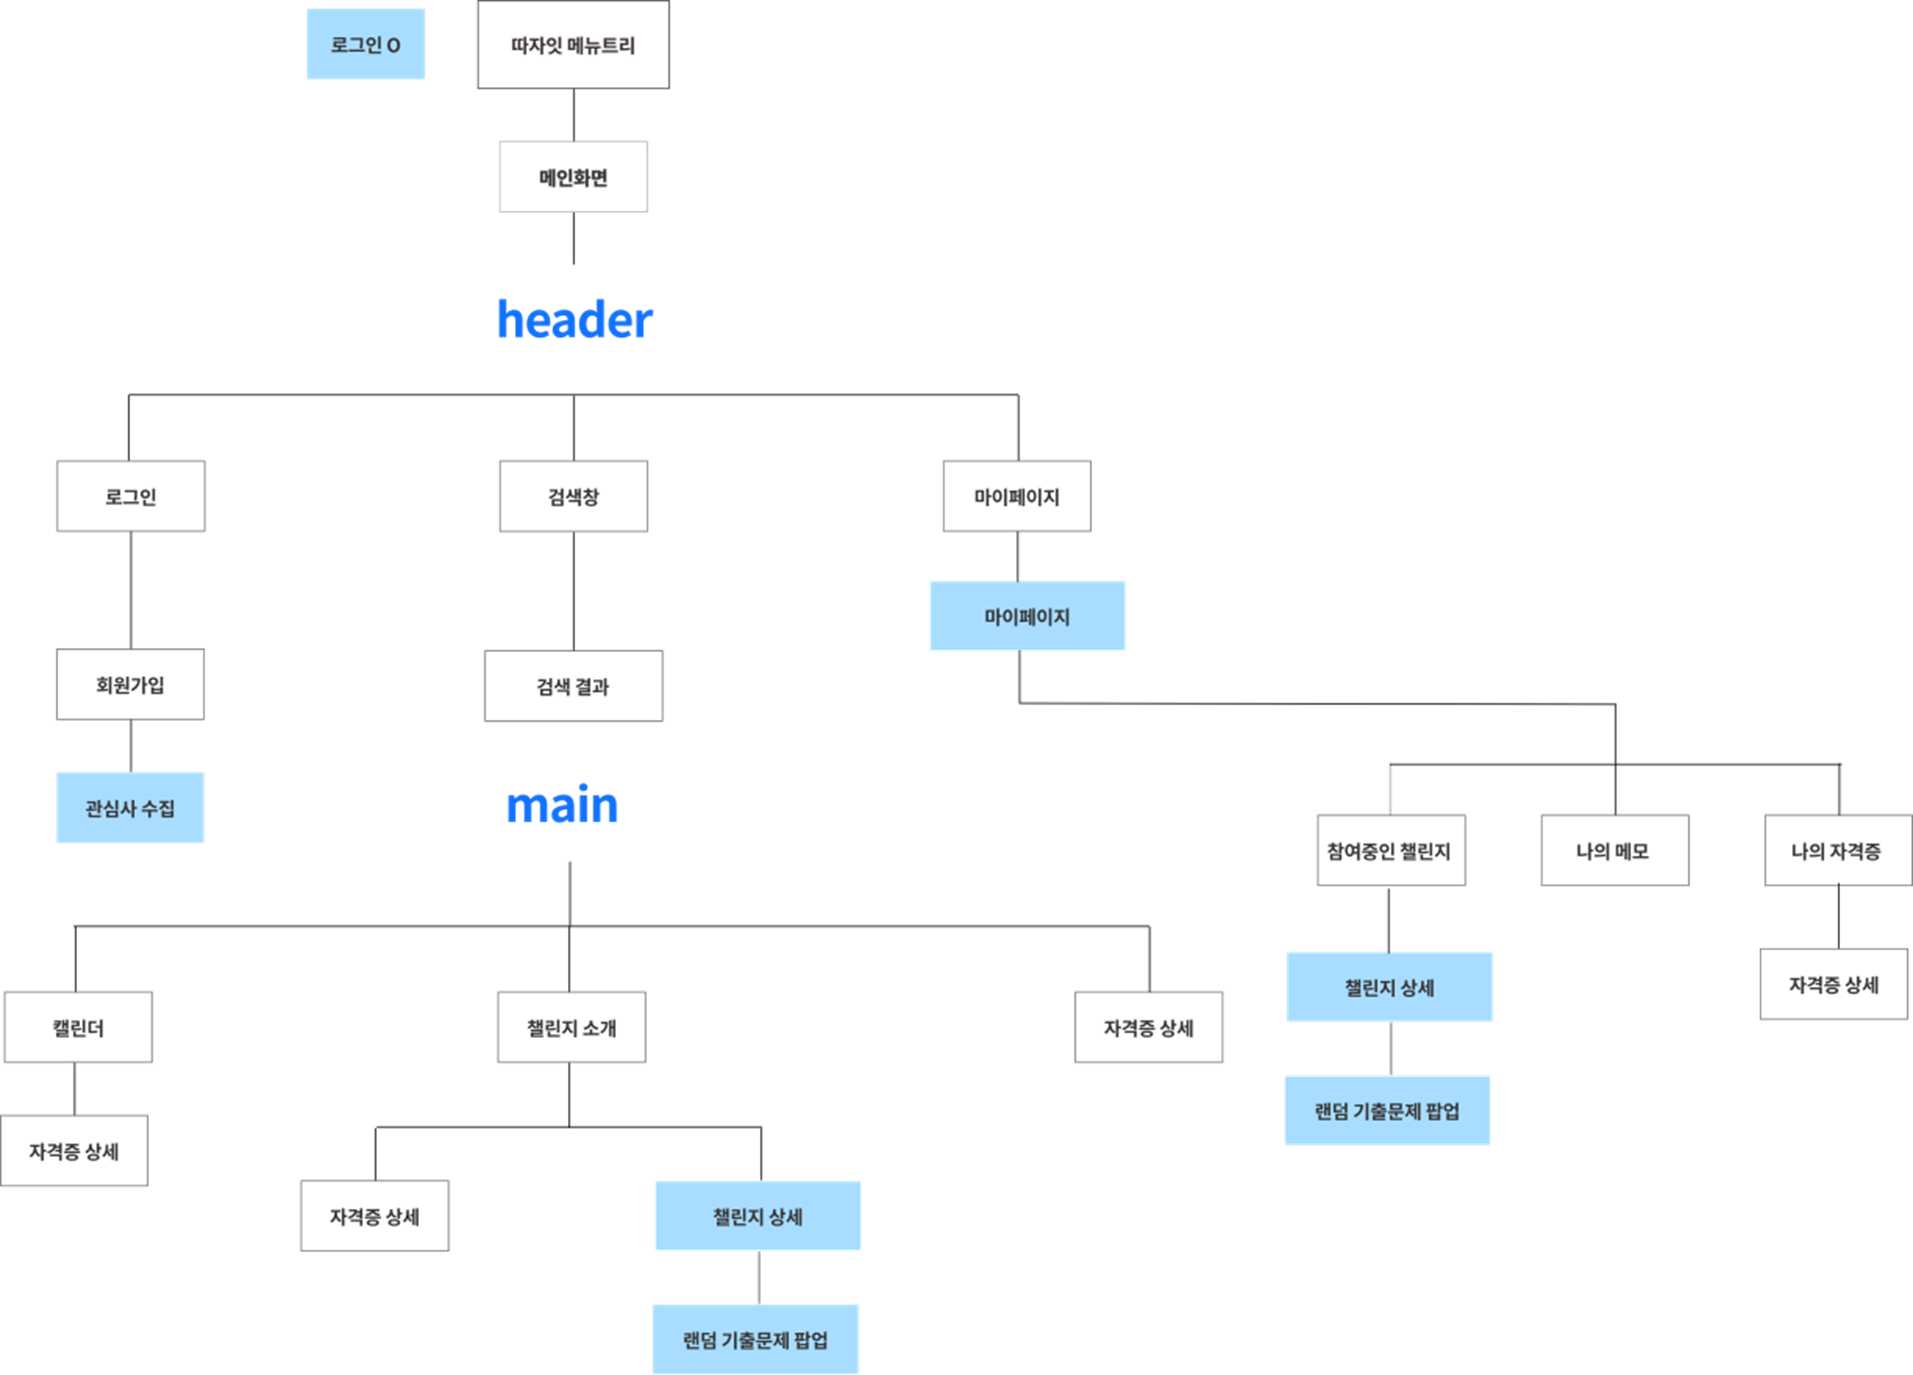 로그인 O
따자잇 메뉴트리
메인화면
header
로그인
검색창
마이페이지
마이페이지
회원가입
검색 결과
관심사 수집
main
참여중인 챌린지
나의 메모
나의 자격증
챌린지 상세
자격증 상세
랜덤 기출문제 팝업
캘린더
챌린지 소개
자격증 상세
자격증 상세
자격증 상세
챌린지 상세
랜덤 기출문제 팝업